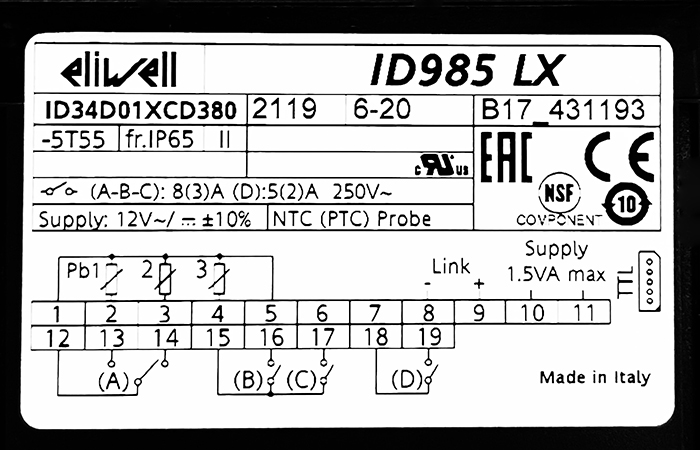 eliwell ID985 LX
ID34D01XCD380 2119 6-20 B17_431193
-5T55 fr.IP65 II
c RU us EAC CE
(A-B-C): 8(3)A (D):5(2)A 250V~
NSF
COMPONENT
10
Supply: 12V~/⎓ ±10% NTC (PTC) Probe
Supply
1.5VA max
Pb1 2 3 Link TTL
- +
1 2 3 4 5 6 7 8 9 10 11
12 13 14 15 16 17 18 19
(A) (B) (C) (D) Made in Italy